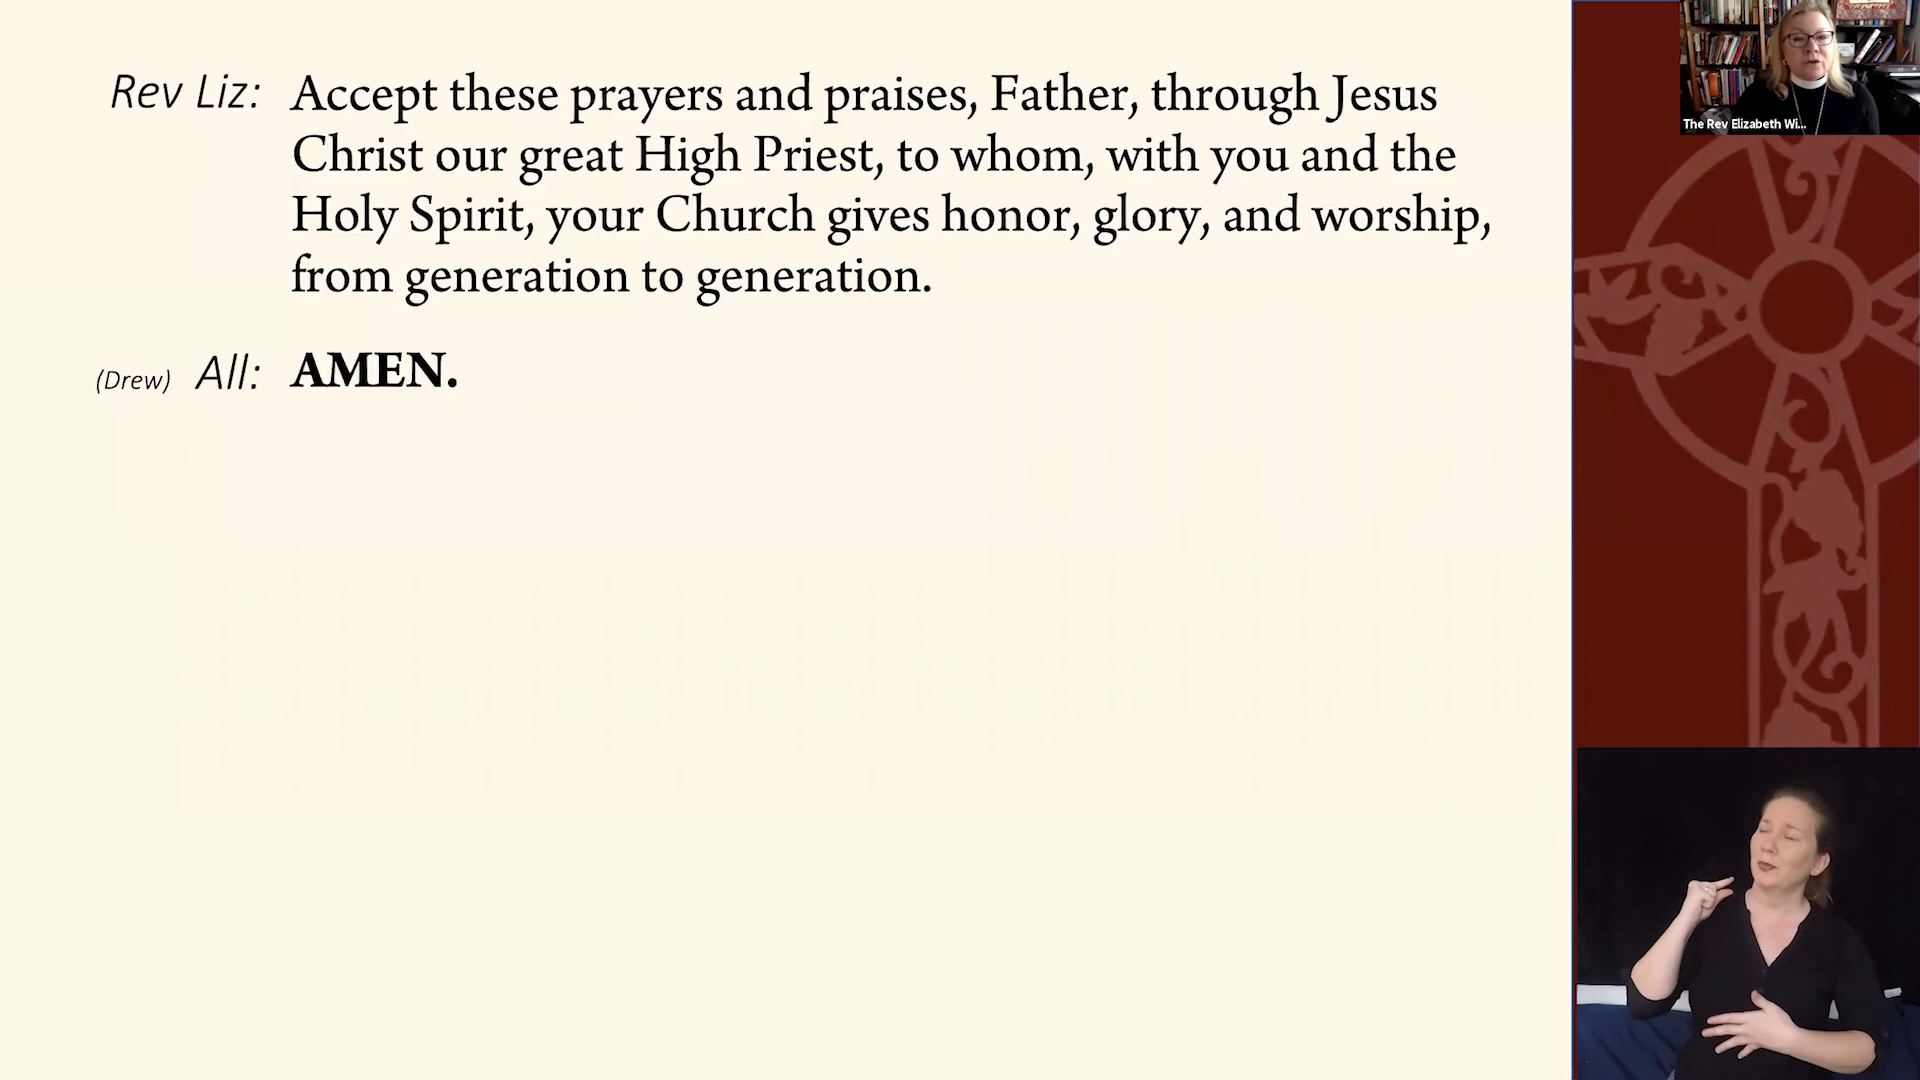 Rev Liz: Accept these prayers and praises, Father, through Jesus
Christ our great High Priest, to whom, with you and the
Holy Spirit, your Church gives honor, glory, and worship,
from generation to generation.
(Drew) All: AMEN.
The Rev Elizabeth Wi...